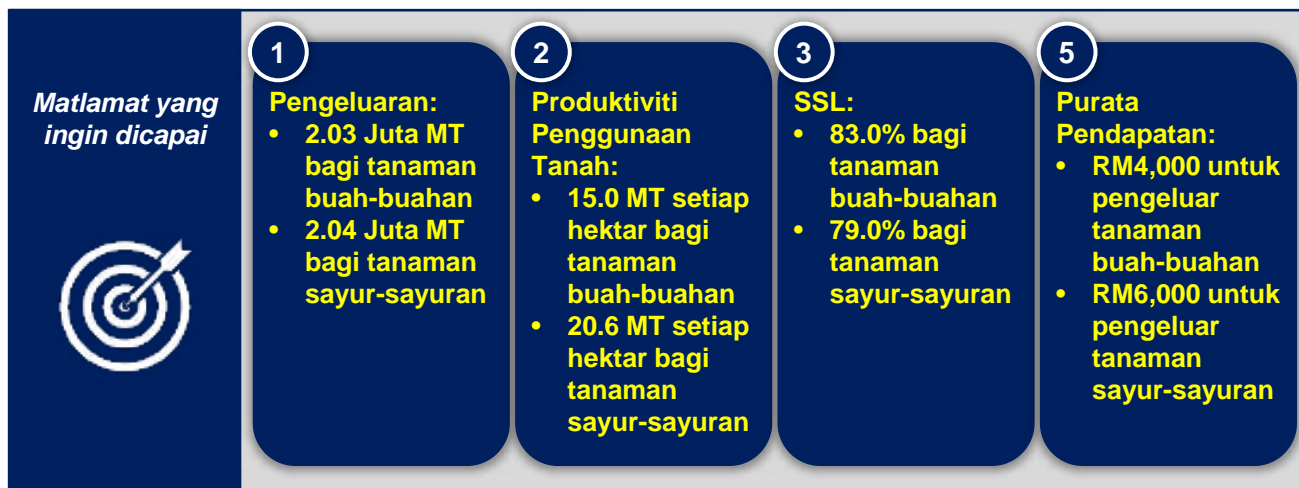 Matlamat yang
ingin dicapai
1
Pengeluaran:
• 2.03 Juta MT
bagi tanaman
buah-buahan
• 2.04 Juta MT
bagi tanaman
sayur-sayuran
2
Produktiviti
Penggunaan
Tanah:
• 15.0 MT setiap
hektar bagi
tanaman
buah-buahan
• 20.6 MT setiap
hektar bagi
tanaman
sayur-sayuran
3
SSL:
• 83.0% bagi
tanaman
buah-buahan
• 79.0% bagi
tanaman
sayur-sayuran
5
Purata
Pendapatan:
• RM4,000 untuk
pengeluar
tanaman
buah-buahan
• RM6,000 untuk
pengeluar
tanaman
sayur-sayuran